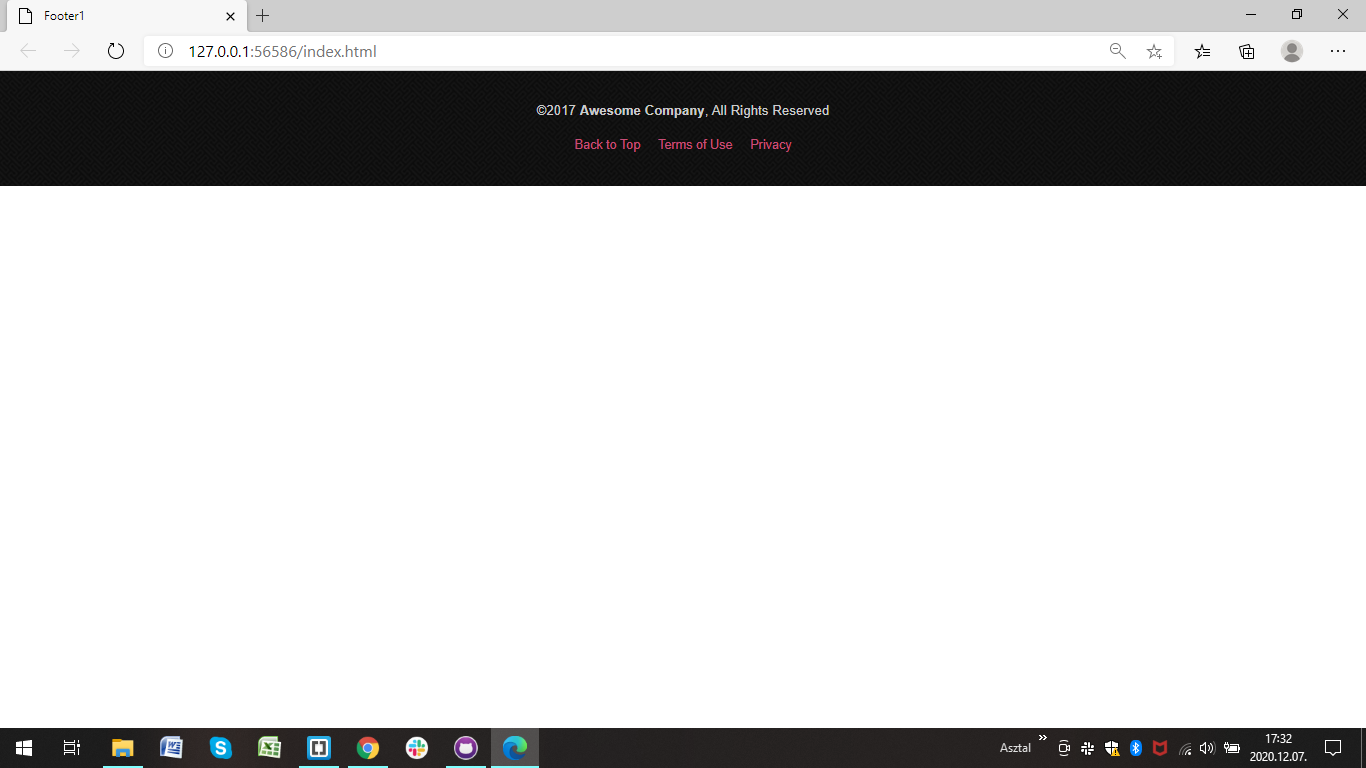 Footer1
127.0.0.1:56586/index.html
©2017 Awesome Company, All Rights Reserved
Back to Top Terms of Use Privacy
Asztal
17:32
2020.12.07.